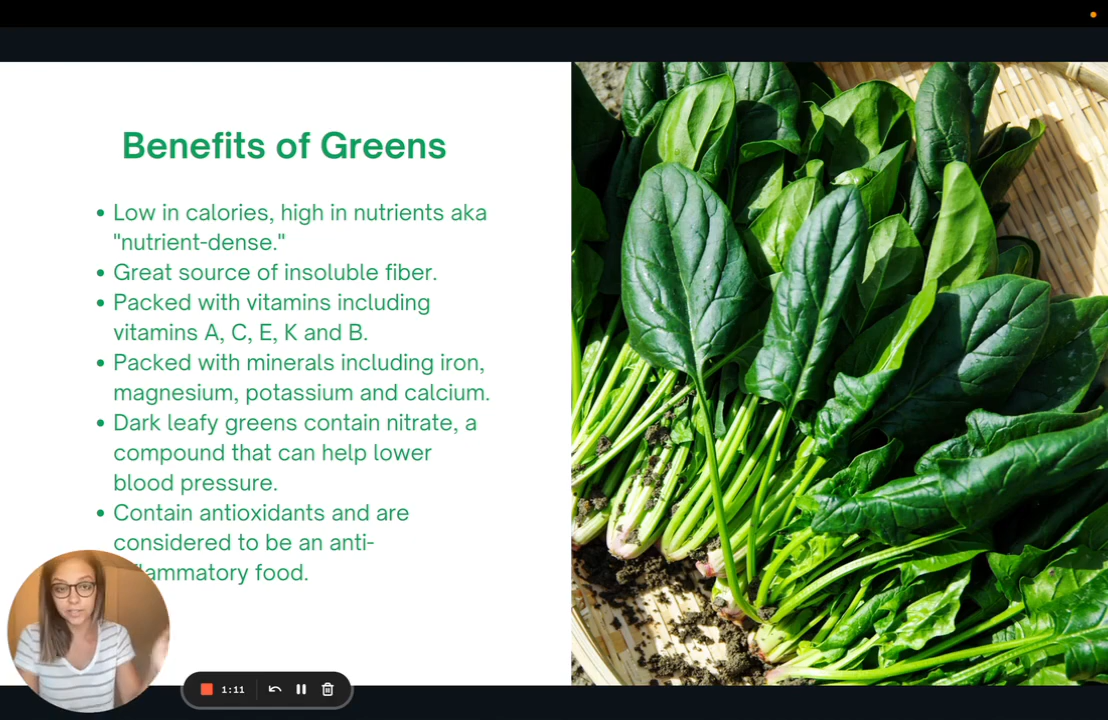 Benefits of Greens
Low in calories, high in nutrients aka
"nutrient-dense."
Great source of insoluble fiber.
Packed with vitamins including
vitamins A, C, E, K and B.
Packed with minerals including iron,
magnesium, potassium and calcium.
Dark leafy greens contain nitrate, a
compound that can help lower
blood pressure.
Contain antioxidants and are
considered to be an anti-
inflammatory food.
1:11